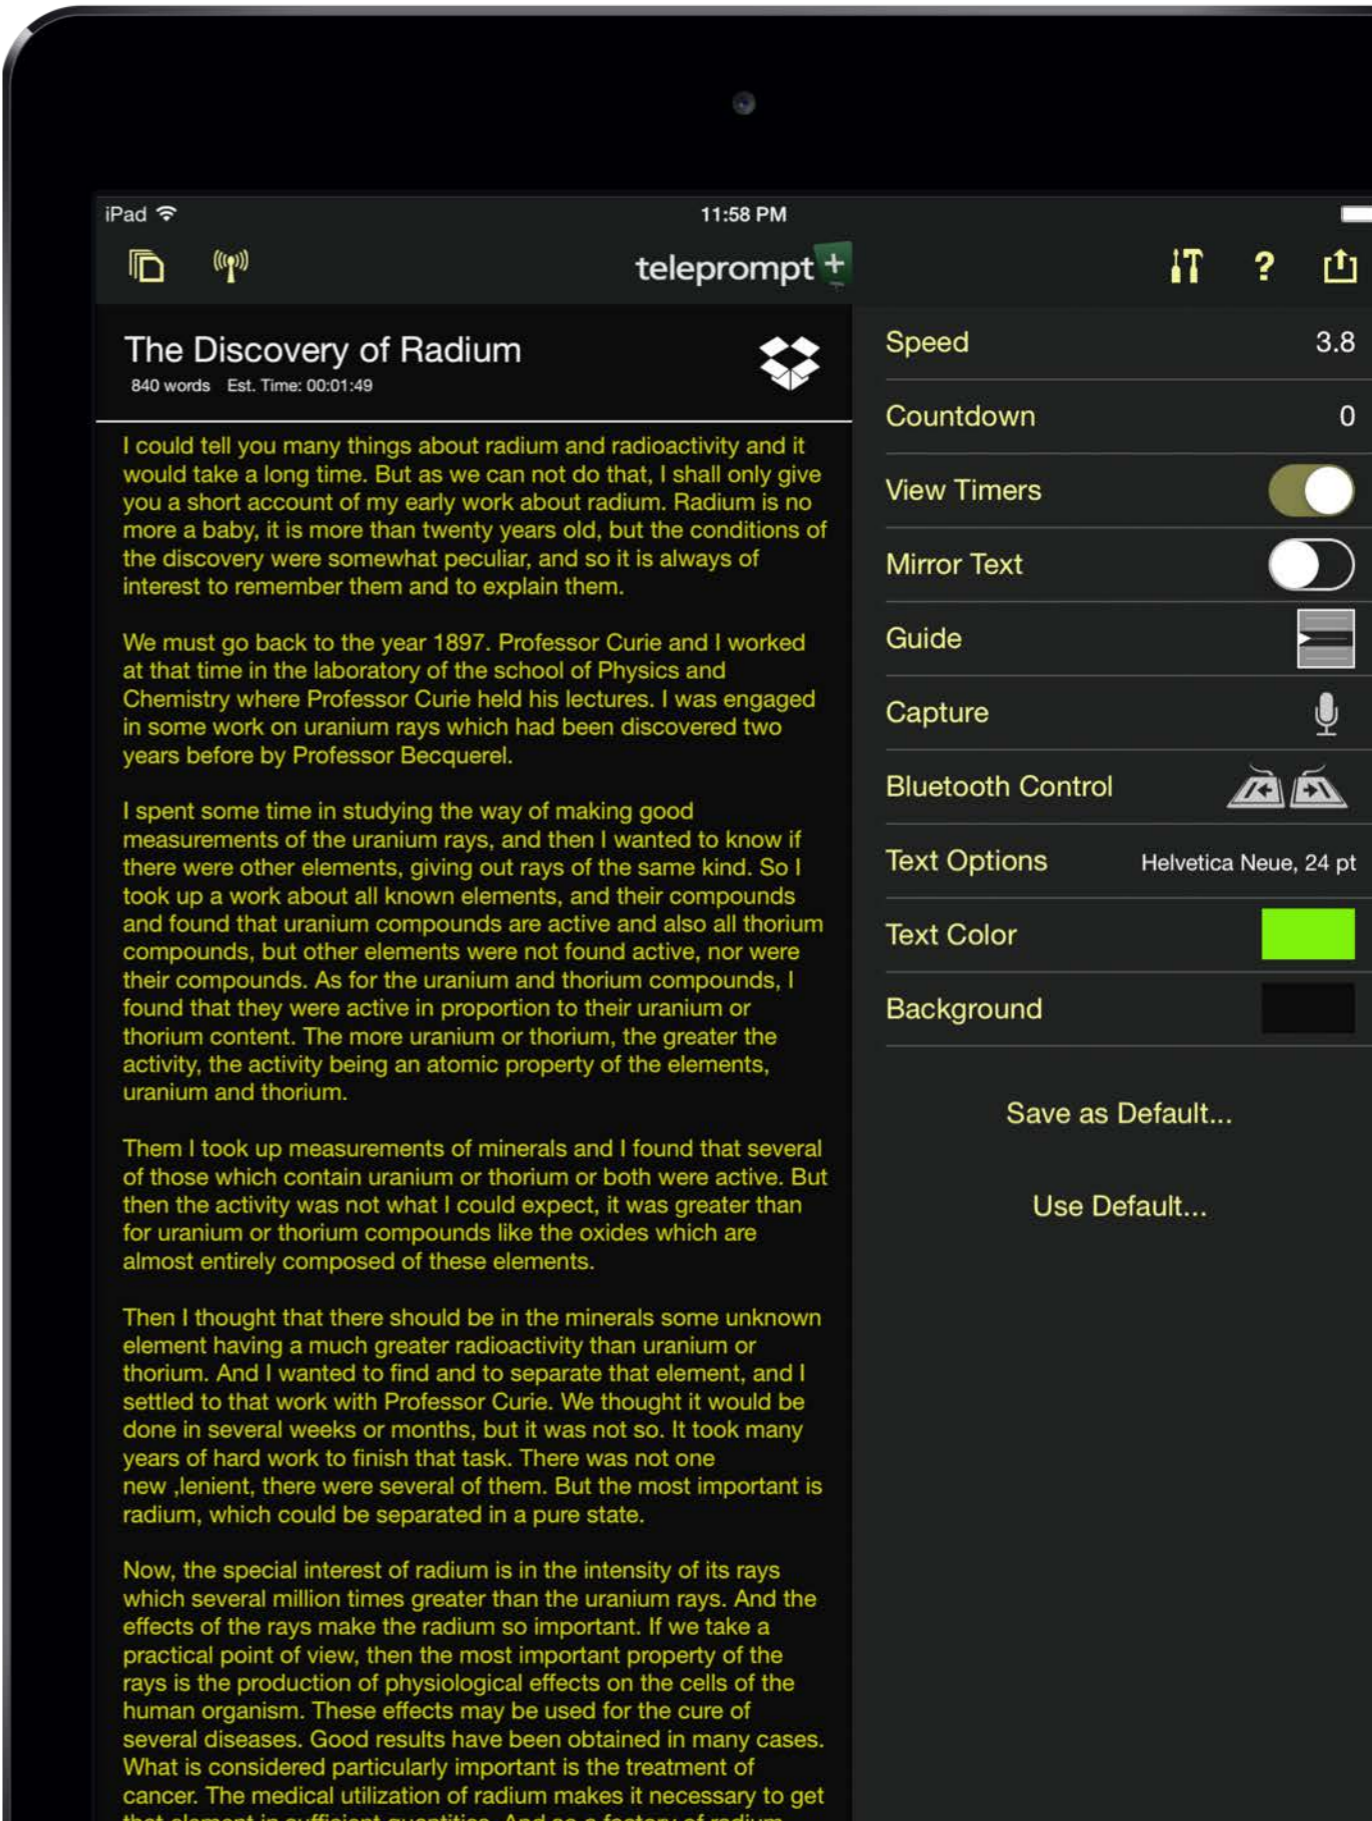 iPad
11:58 PM
teleprompt+
?
The Discovery of Radium
840 words Est. Time: 00:01:49
I could tell you many things about radium and radioactivity and it
would take a long time. But as we can not do that, I shall only give
you a short account of my early work about radium. Radium is no
more a baby, it is more than twenty years old, but the conditions of
the discovery were somewhat peculiar, and so it is always of
interest to remember them and to explain them.
We must go back to the year 1897. Professor Curie and I worked
at that time in the laboratory of the school of Physics and
Chemistry where Professor Curie held his lectures. I was engaged
in some work on uranium rays which had been discovered two
years before by Professor Becquerel.
I spent some time in studying the way of making good
measurements of the uranium rays, and then I wanted to know if
there were other elements, giving out rays of the same kind. So I
took up a work about all known elements, and their compounds
and found that uranium compounds are active and also all thorium
compounds, but other elements were not found active, nor were
their compounds. As for the uranium and thorium compounds, I
found that they were active in proportion to their uranium or
thorium content. The more uranium or thorium, the greater the
activity, the activity being an atomic property of the elements,
uranium and thorium.
Them I took up measurements of minerals and I found that several
of those which contain uranium or thorium or both were active. But
then the activity was not what I could expect, it was greater than
for uranium or thorium compounds like the oxides which are
almost entirely composed of these elements.
Then I thought that there should be in the minerals some unknown
element having a much greater radioactivity than uranium or
thorium. And I wanted to find and to separate that element, and I
settled to that work with Professor Curie. We thought it would be
done in several weeks or months, but it was not so. It took many
years of hard work to finish that task. There was not one
new ,lenient, there were several of them. But the most important is
radium, which could be separated in a pure state.
Now, the special interest of radium is in the intensity of its rays
which several million times greater than the uranium rays. And the
effects of the rays make the radium so important. If we take a
practical point of view, then the most important property of the
rays is the production of physiological effects on the cells of the
human organism. These effects may be used for the cure of
several diseases. Good results have been obtained in many cases.
What is considered particularly important is the treatment of
cancer. The medical utilization of radium makes it necessary to get
that element in sufficient quantities. And so a factory of radium
Speed 3.8
Countdown 0
View Timers
Mirror Text
Guide
Capture
Bluetooth Control
Text Options Helvetica Neue, 24 pt
Text Color
Background
Save as Default...
Use Default...